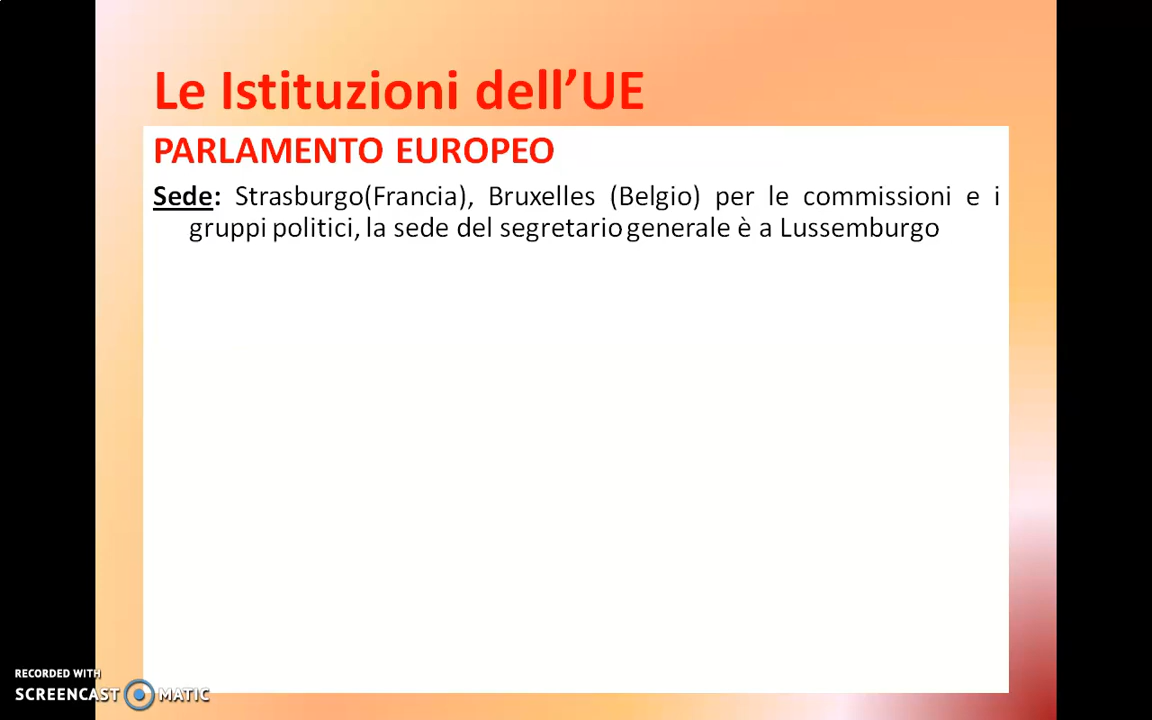 Le Istituzioni dell’UE
PARLAMENTO EUROPEO
Sede: Strasburgo(Francia), Bruxelles (Belgio) per le commissioni e i
gruppi politici, la sede del segretario generale è a Lussemburgo
RECORDED WITH
SCREENCAST MATIC